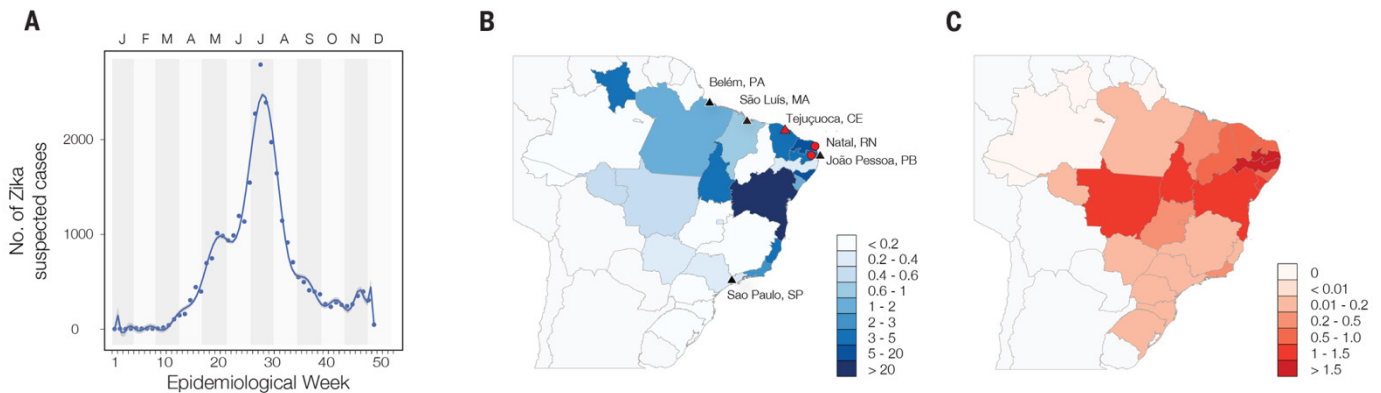 A
J F M A M J J A S O N D
No. of Zika
suspected cases
2000
1000
0
1 10 20 30 40 50
Epidemiological Week
B
Belém, PA
São Luís, MA
Tejuçuoca, CE
Natal, RN
João Pessoa, PB
Sao Paulo, SP
< 0.2
0.2 - 0.4
0.4 - 0.6
0.6 - 1
1 - 2
2 - 3
3 - 5
5 - 20
> 20
C
0
< 0.01
0.01 - 0.2
0.2 - 0.5
0.5 - 1.0
1 - 1.5
> 1.5